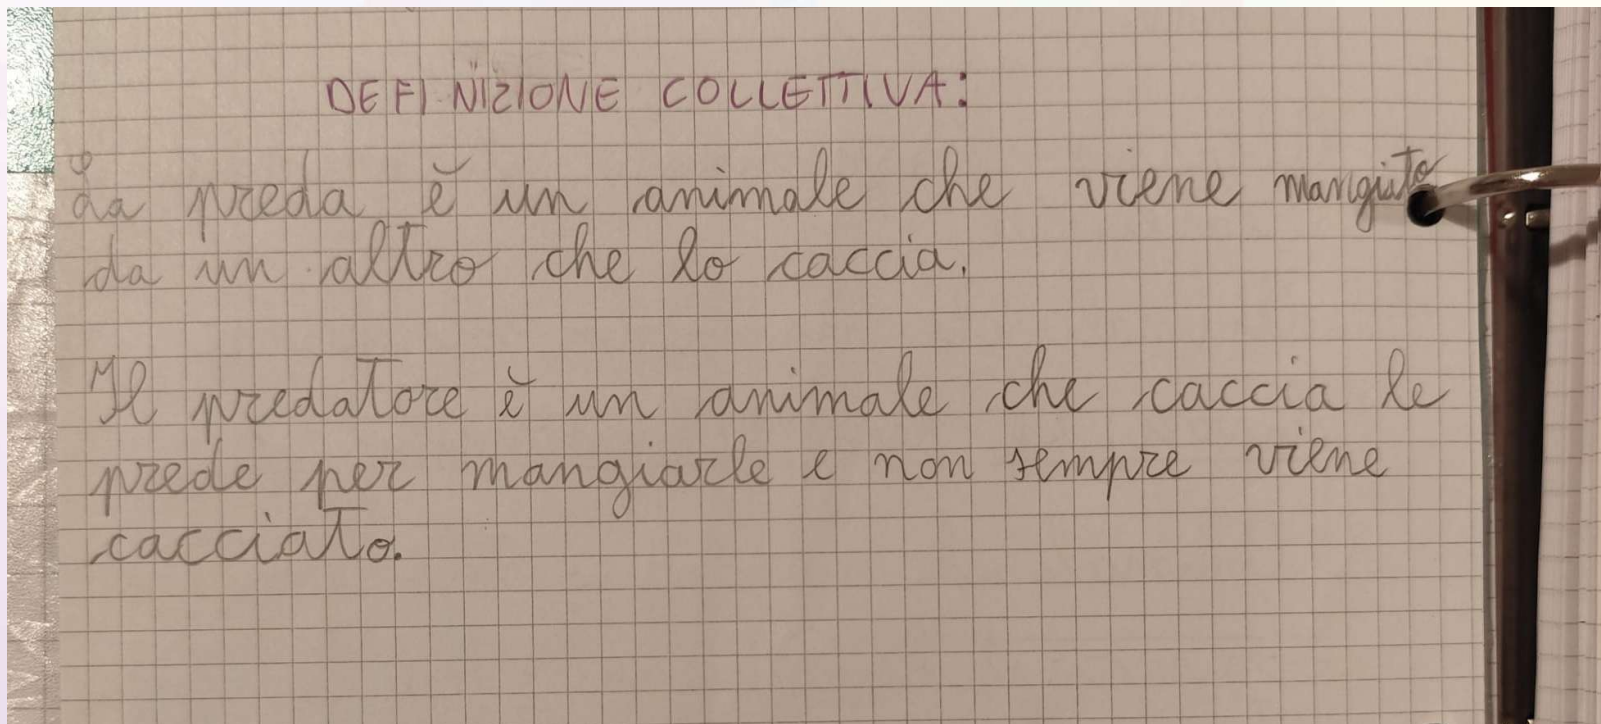 DEFINIZIONE COLLETTIVA:
La preda è un animale che viene mangiato
da un altro che lo caccia.
Il predatore è un animale che caccia le
prede per mangiarle e non sempre viene
cacciato.